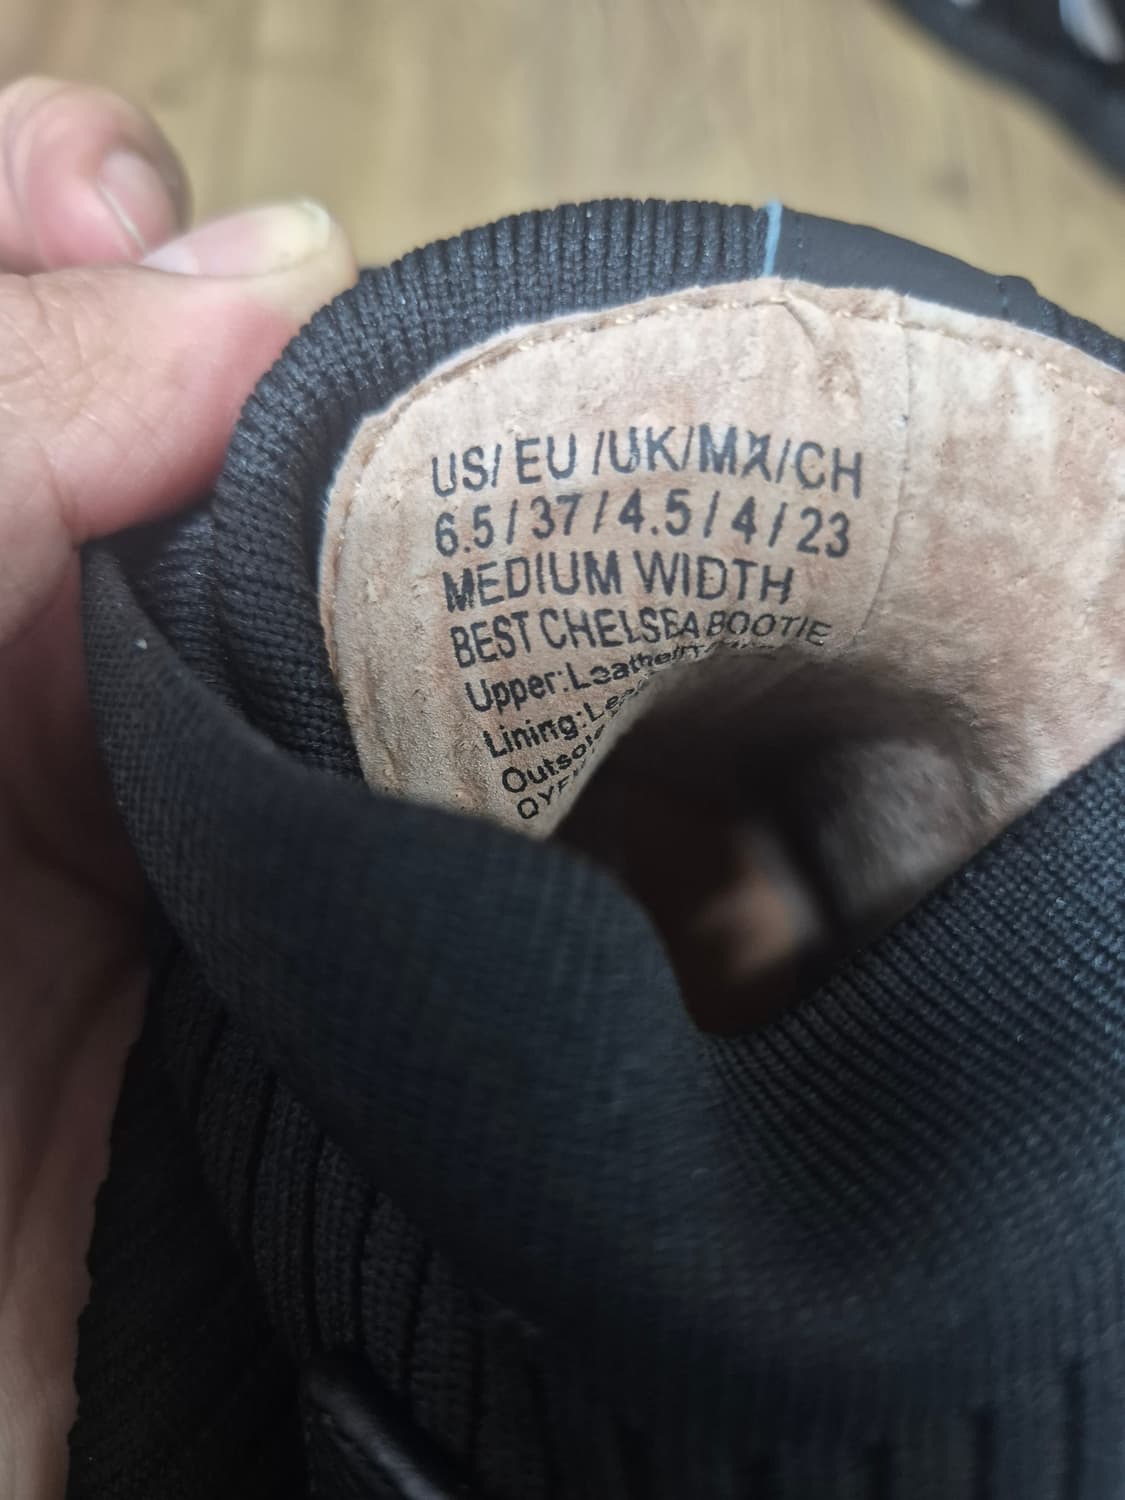 US/ EU /UK/MX/CH
6.5 / 37 / 4.5 / 4 / 23
MEDIUM WIDTH
BEST CHELSEA BOOTIE
Upper:Leather/
Lining: